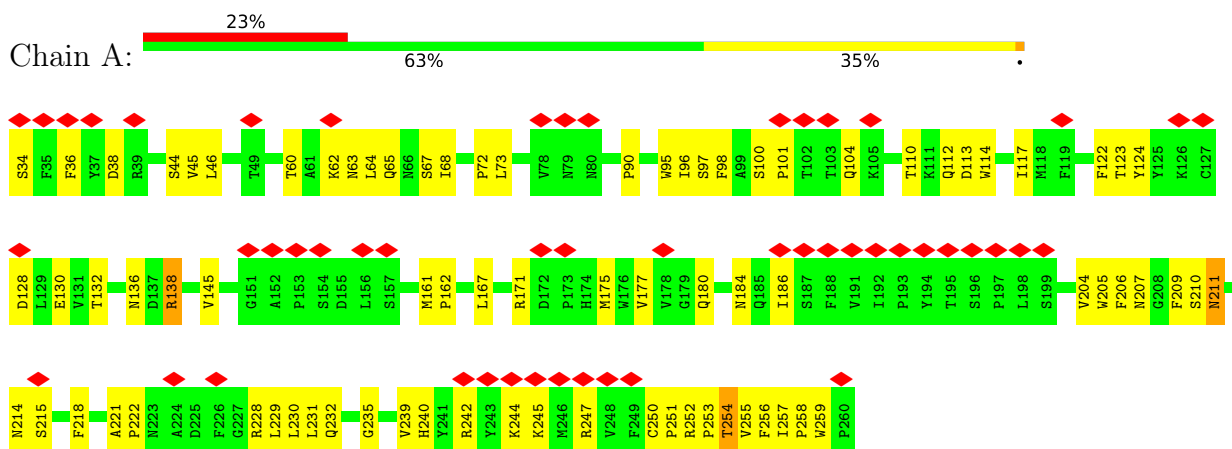 23%
Chain A:
63% 35% •
S34 F35 F36 Y37 D38 R39 S44 V45 L46 T49 T60 A61 K62 N63 L64 Q65 N66 S67 I68 P72 L73 V78 N79 N80 P90 W95 I96 S97 F98 A99 S100 P101 T102 T103 Q104 K105 T110 K111 Q112 D113 W114 I117 M118 F119 F122 T123 Y124 Y125 K126 C127
D128 L129 E130 V131 T132 N136 D137 R138 V145 G151 A152 P153 S154 D155 L156 S157 M161 P162 L167 R171 D172 P173 H174 M175 W176 V177 V178 G179 Q180 N184 Q185 I186 S187 F188 V191 I192 P193 Y194 T195 S196 P197 L198 S199 V204 W205 F206 N207 G208 F209 S210 N211
N214 S215 F218 A221 P222 N223 A224 D225 F226 G227 R228 L229 L230 L231 Q232 G235 V239 H240 Y241 R242 Y243 K244 K245 M246 R247 V248 F249 C250 P251 R252 P253 T254 V255 F256 I257 P258 W259 P260